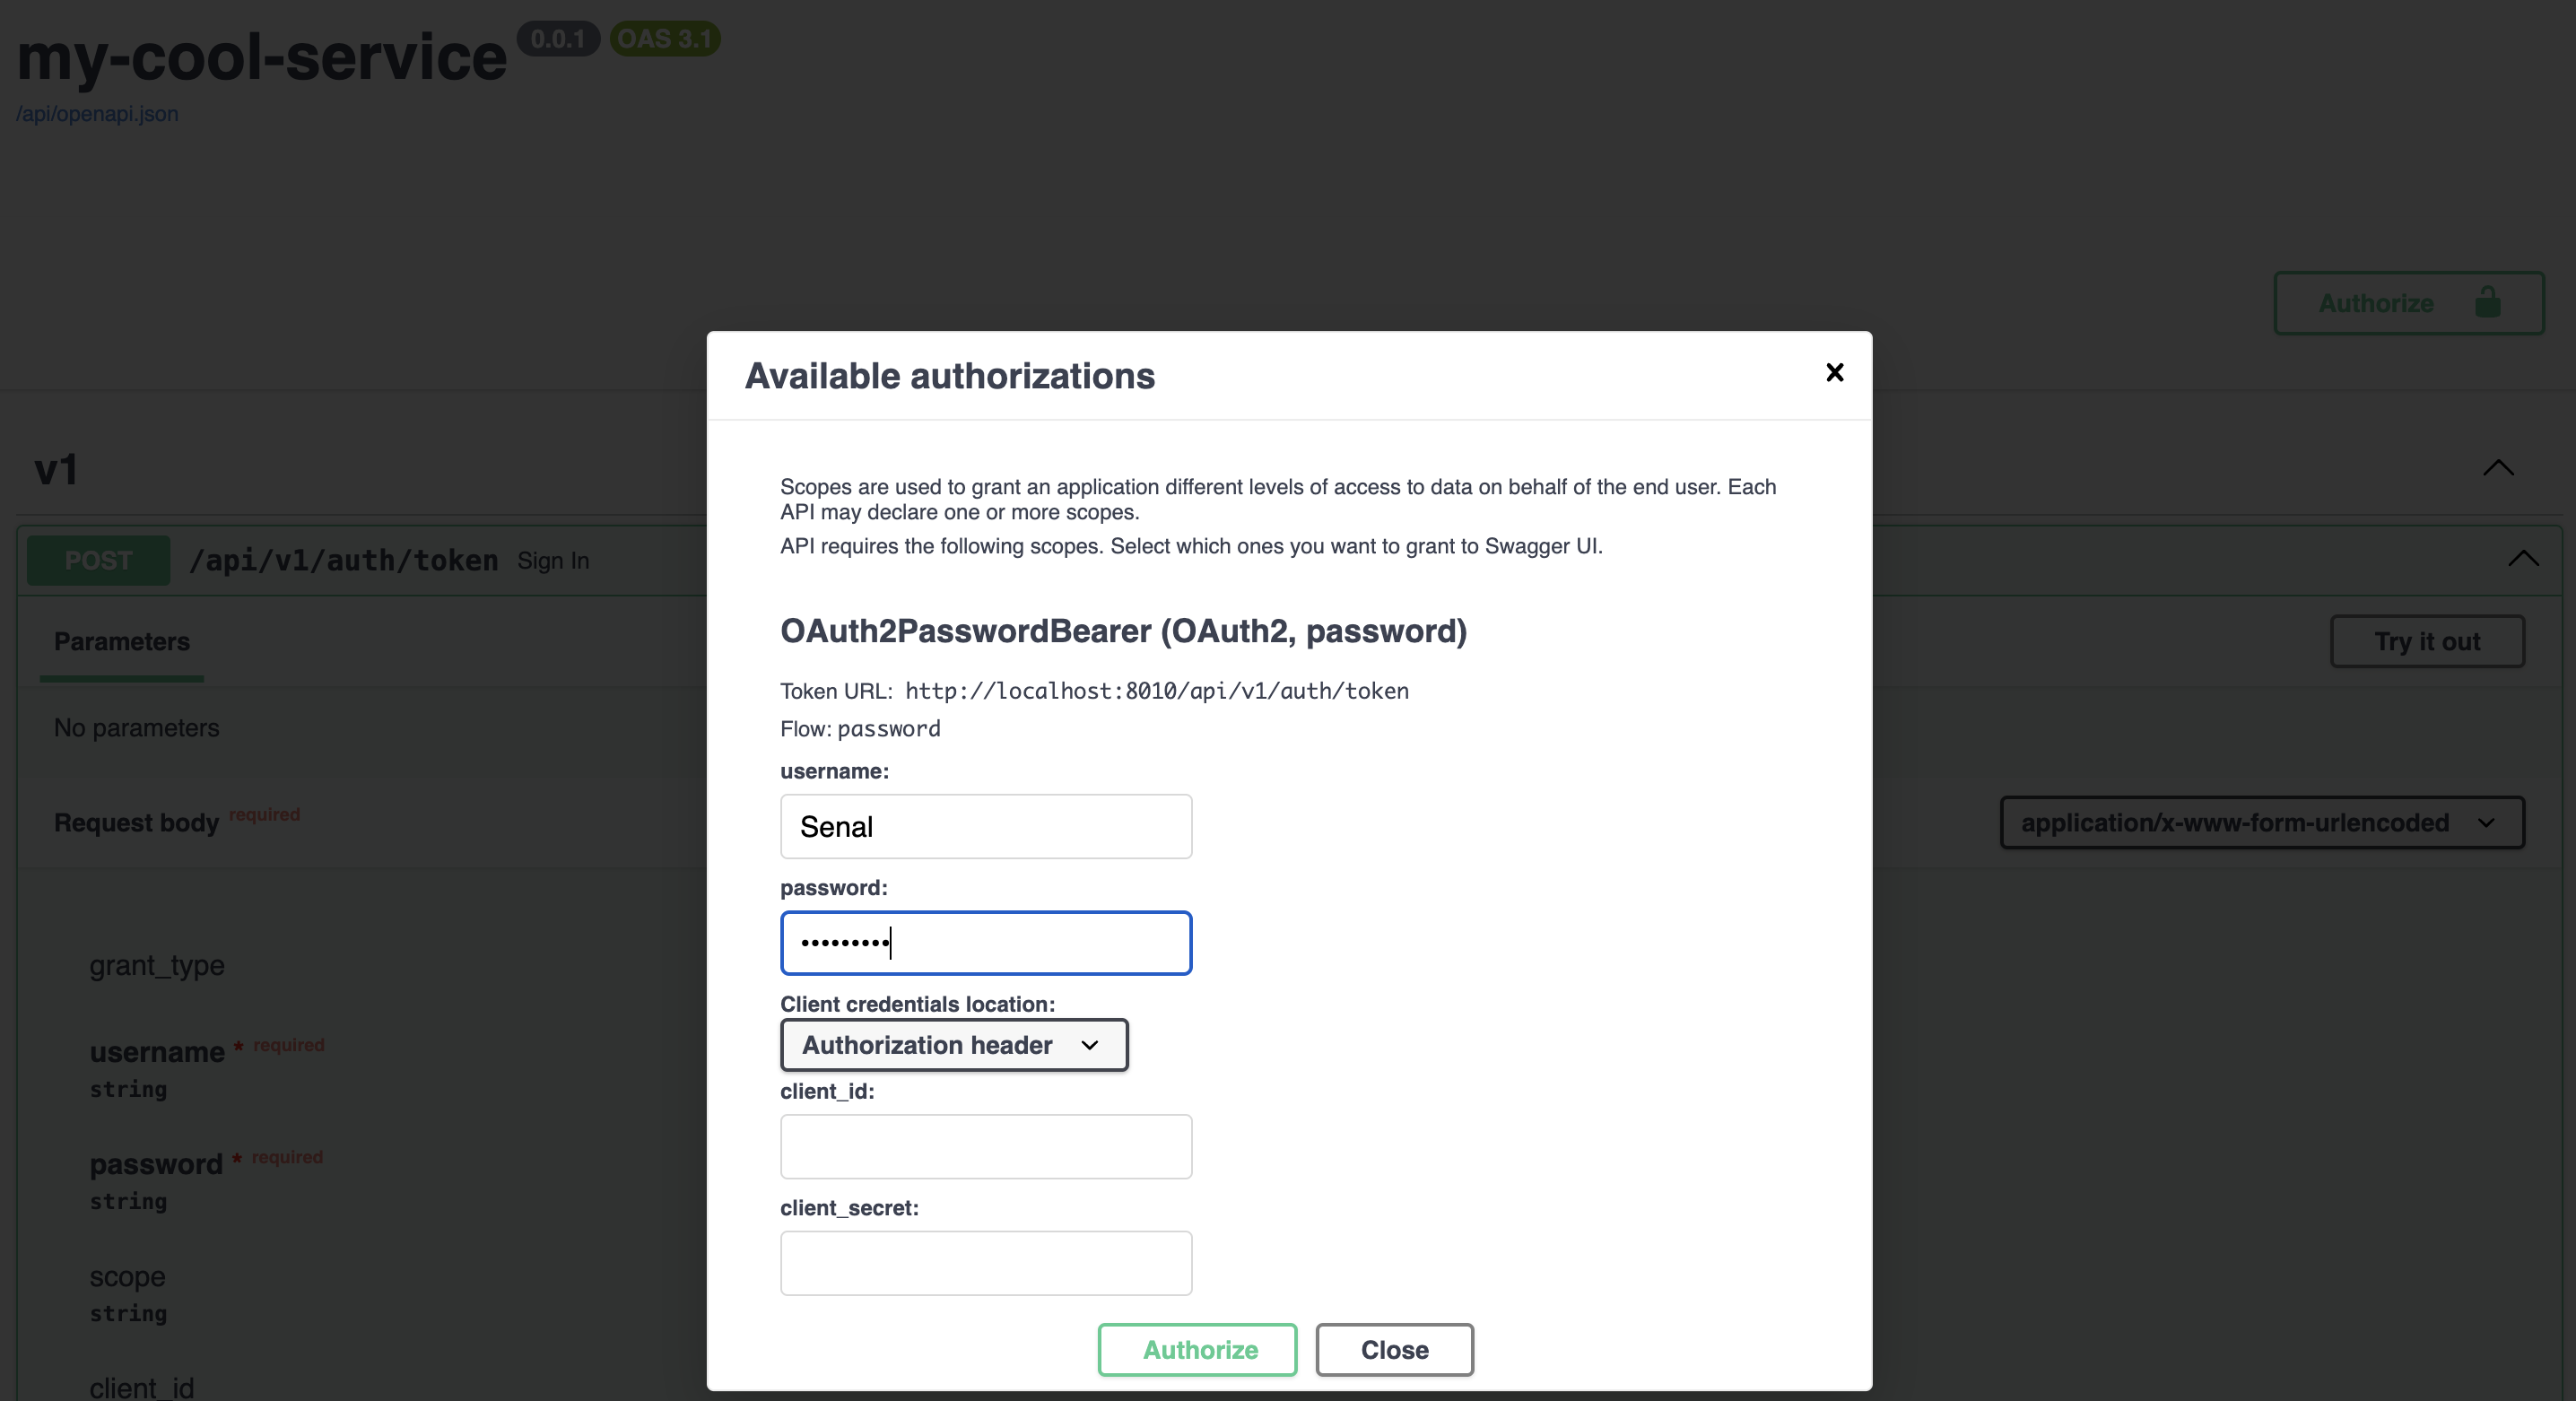 my-cool-service 0.0.1 OAS 3.1
/api/openapi.json
Authorize
Available authorizations
Scopes are used to grant an application different levels of access to data on behalf of the end user. Each
API may declare one or more scopes.
API requires the following scopes. Select which ones you want to grant to Swagger UI.
OAuth2PasswordBearer (OAuth2, password)
Token URL: http://localhost:8010/api/v1/auth/token
Flow: password
username:
Senal
password:
•••••••••
Client credentials location:
Authorization header
client_id:
client_secret:
Authorize Close
v1
POST /api/v1/auth/token Sign In
Parameters
Try it out
No parameters
Request body required
application/x-www-form-urlencoded
grant_type
username * required
string
password * required
string
scope
string
client_id